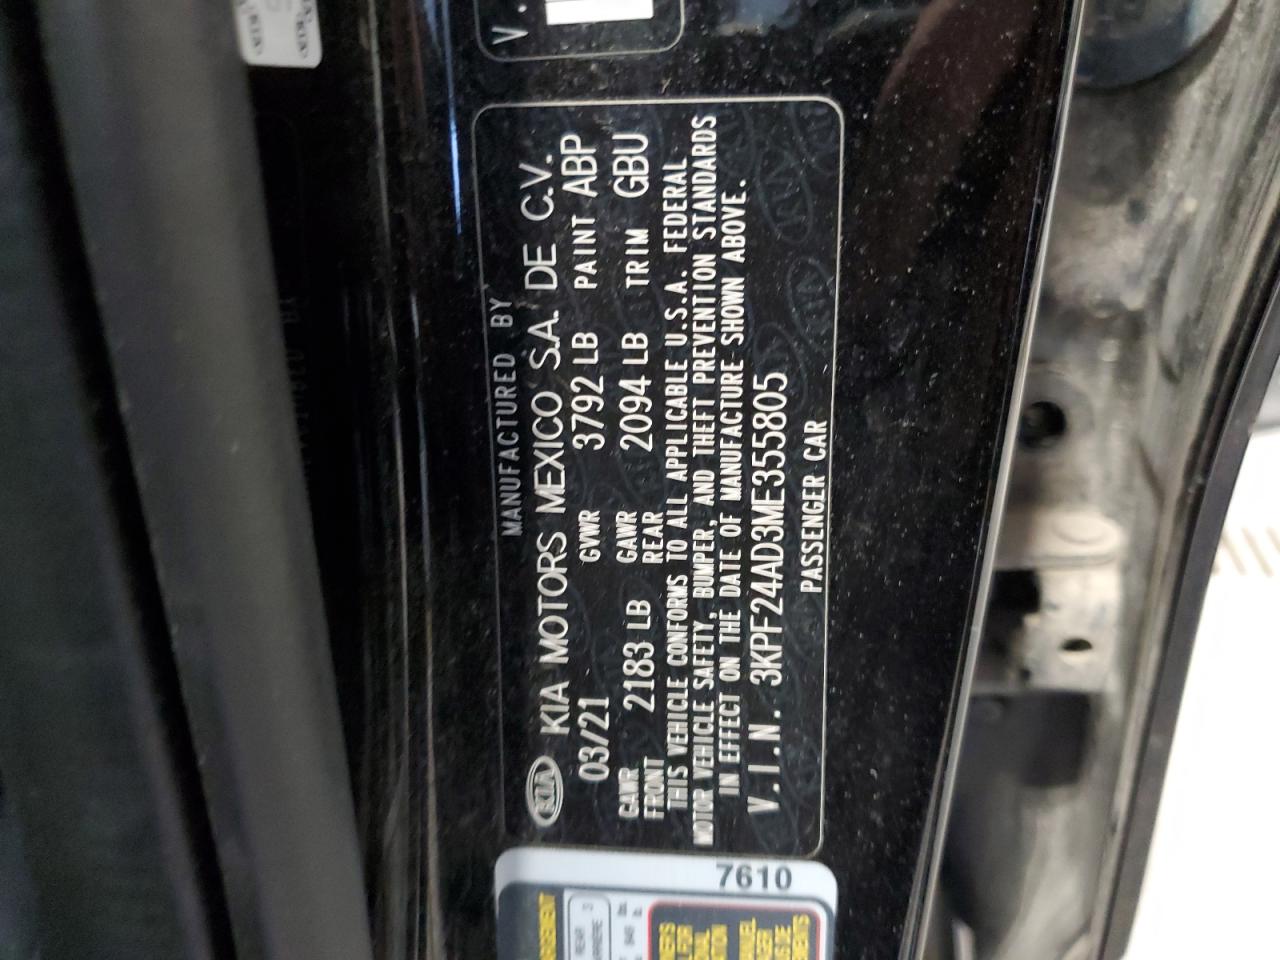 MANUFACTURED BY
KIA KIA MOTORS MEXICO S.A. DE C.V.
03/21 GVWR 3792 LB PAINT ABP
GAWR FRONT 2183 LB GAWR REAR 2094 LB TRIM GBU
THIS VEHICLE CONFORMS TO ALL APPLICABLE U.S.A. FEDERAL
MOTOR VEHICLE SAFETY, BUMPER, AND THEFT PREVENTION STANDARDS
IN EFFECT ON THE DATE OF MANUFACTURE SHOWN ABOVE.
V.I.N. 3KPF24AD3ME355805
PASSENGER CAR
7610